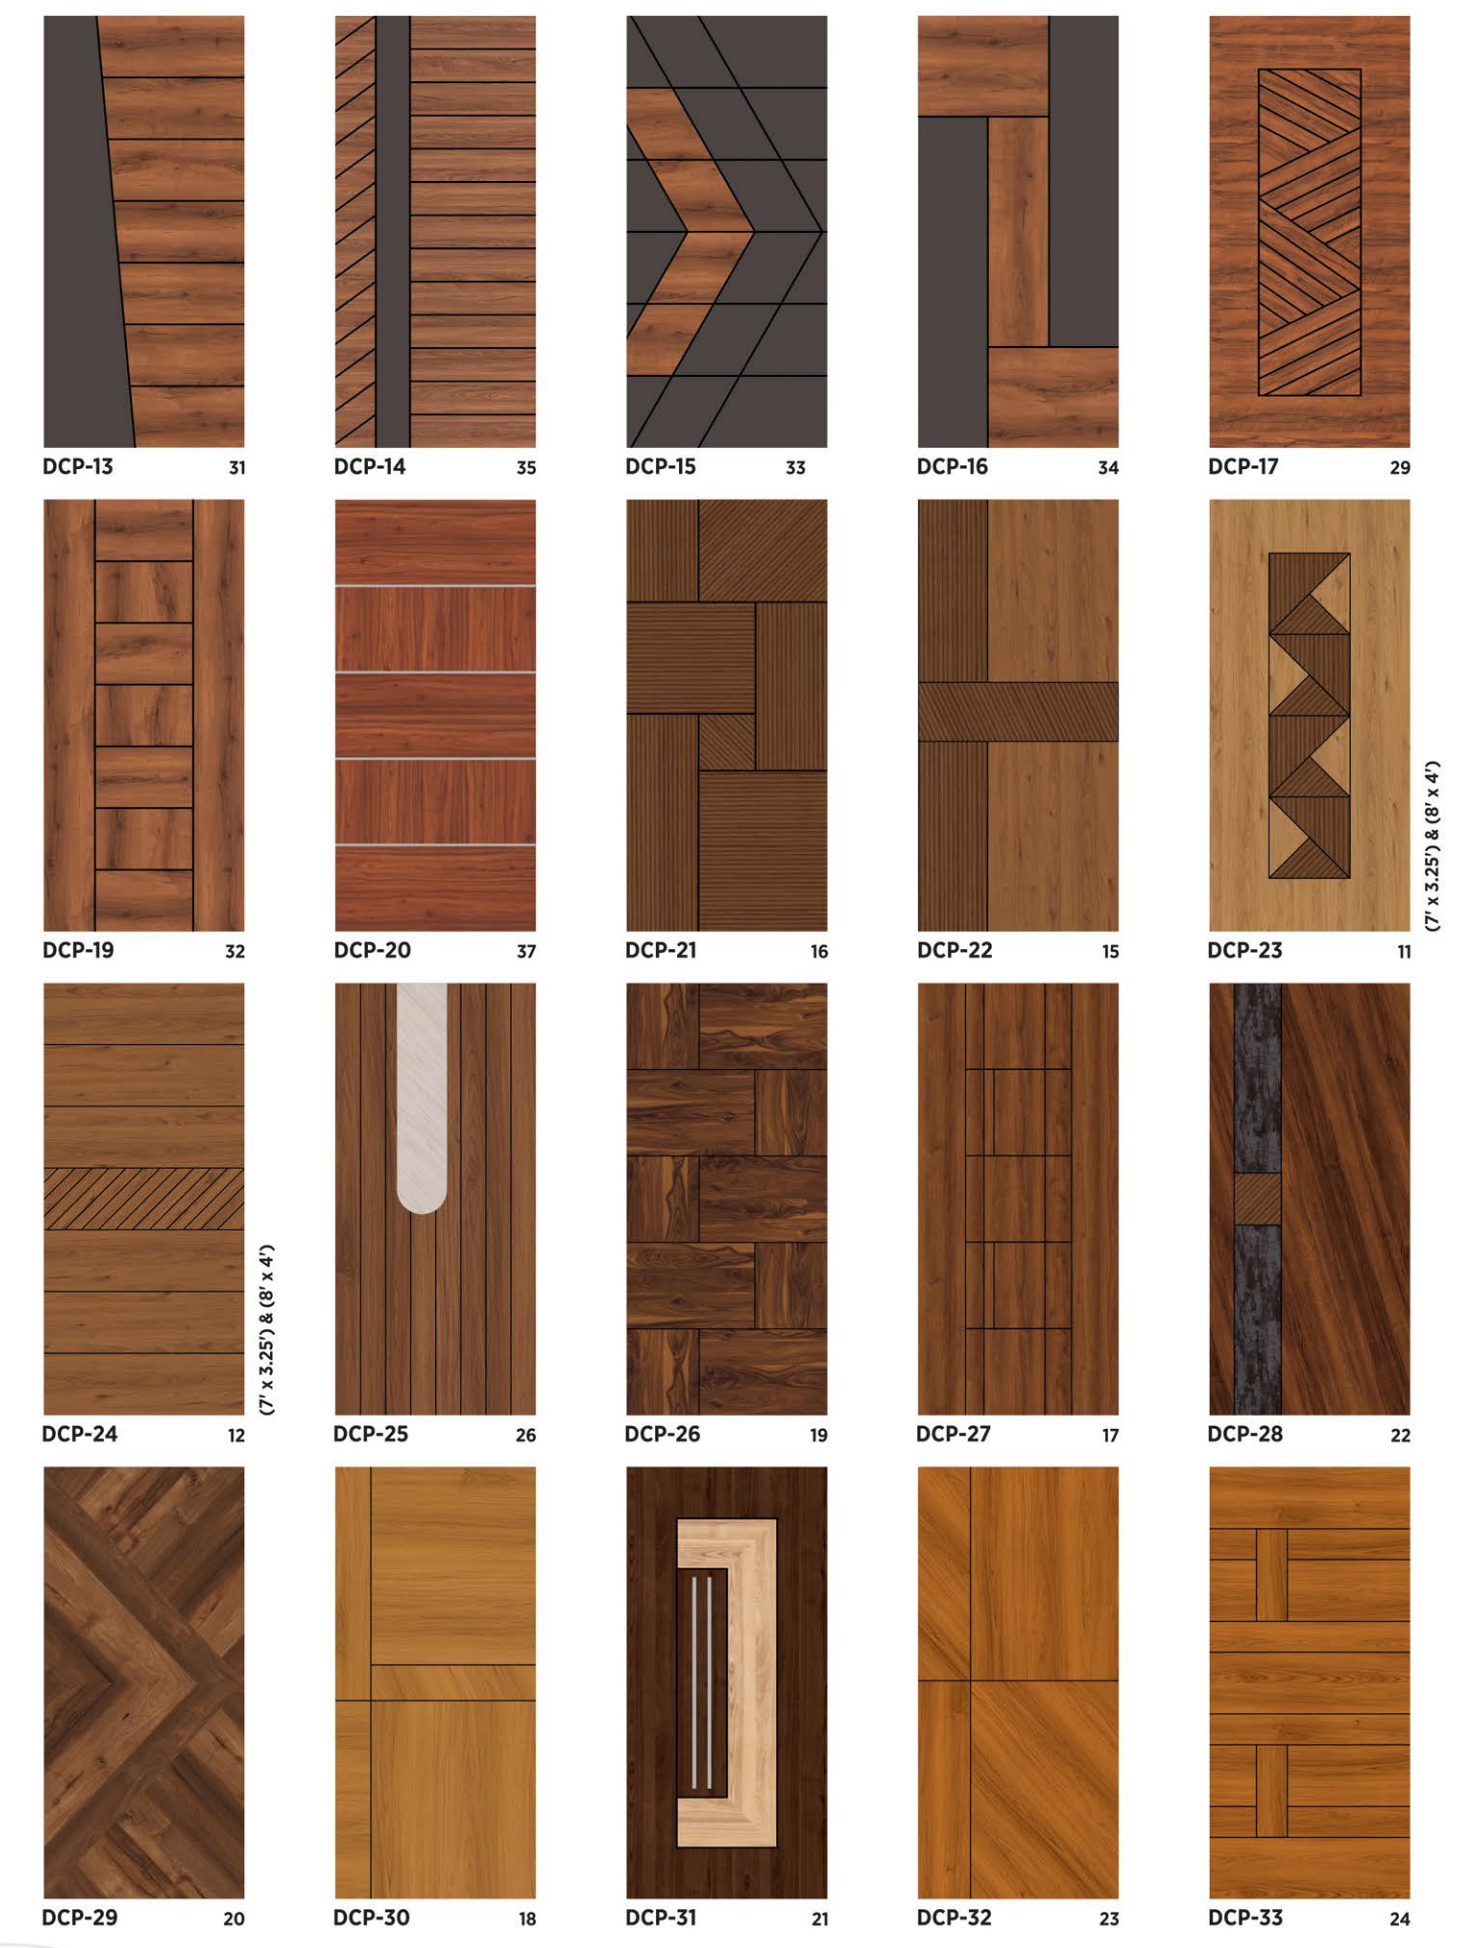 DCP-13 31
DCP-14 35
DCP-15 33
DCP-16 34
DCP-17 29
DCP-19 32
DCP-20 37
DCP-21 16
DCP-22 15
DCP-23 11
(7' x 3.25') & (8' x 4')
DCP-24 12
(7' x 3.25') & (8' x 4')
DCP-25 26
DCP-26 19
DCP-27 17
DCP-28 22
DCP-29 20
DCP-30 18
DCP-31 21
DCP-32 23
DCP-33 24